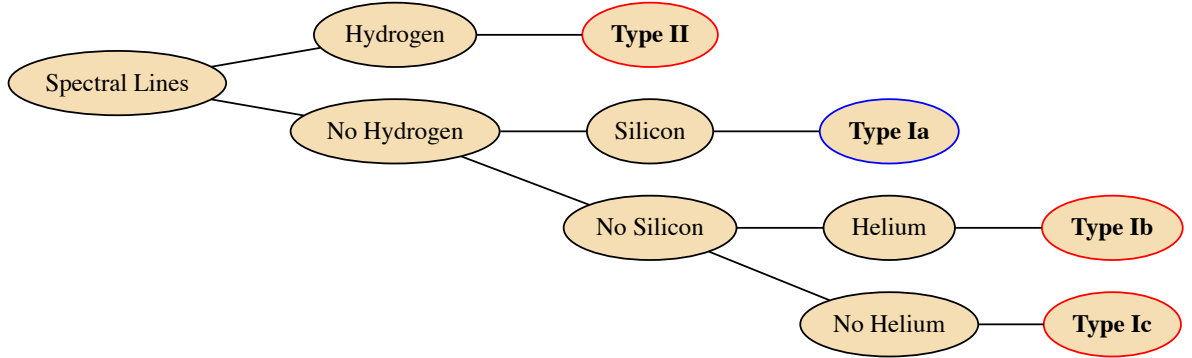 Spectral Lines
Hydrogen
Type II
No Hydrogen
Silicon
Type Ia
No Silicon
Helium
Type Ib
No Helium
Type Ic